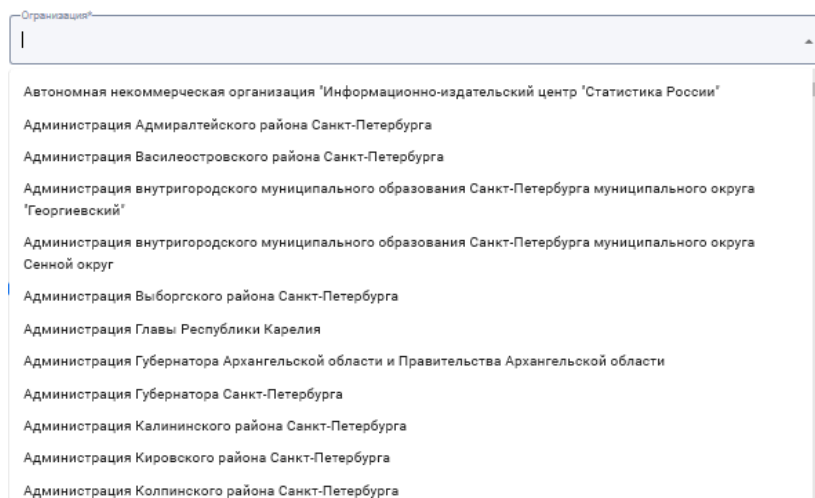 Огранизация*
Автономная некоммерческая организация "Информационно-издательский центр "Статистика России"
Администрация Адмиралтейского района Санкт-Петербурга
Администрация Василеостровского района Санкт-Петербурга
Администрация внутригородского муниципального образования Санкт-Петербурга муниципального округа
"Георгиевский"
Администрация внутригородского муниципального образования Санкт-Петербурга муниципального округа
Сенной округ
Администрация Выборгского района Санкт-Петербурга
Администрация Главы Республики Карелия
Администрация Губернатора Архангельской области и Правительства Архангельской области
Администрация Губернатора Санкт-Петербурга
Администрация Калининского района Санкт-Петербурга
Администрация Кировского района Санкт-Петербурга
Администрация Колпинского района Санкт-Петербурга